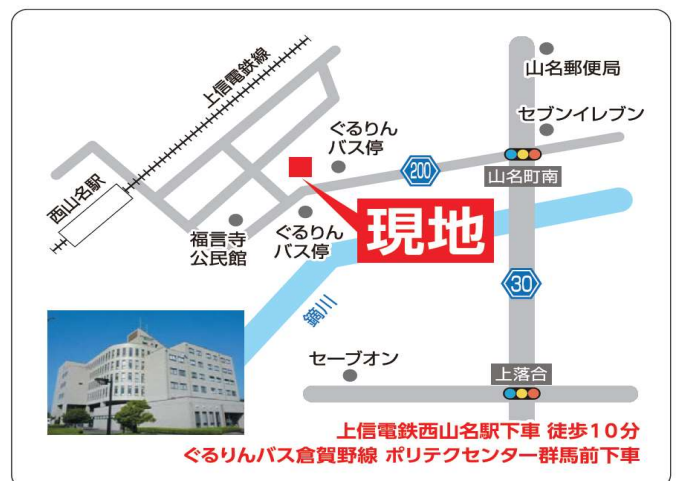 上信電鉄線
山名郵便局
セブンイレブン
ぐるりん
バス停
200
山名町南
西山名駅
福言寺
公民館
ぐるりん
バス停
現地
30
鏑川
セーブオン
上落合
上信電鉄西山名駅下車 徒歩10分
ぐるりんバス倉賀野線 ポリテクセンター群馬前下車